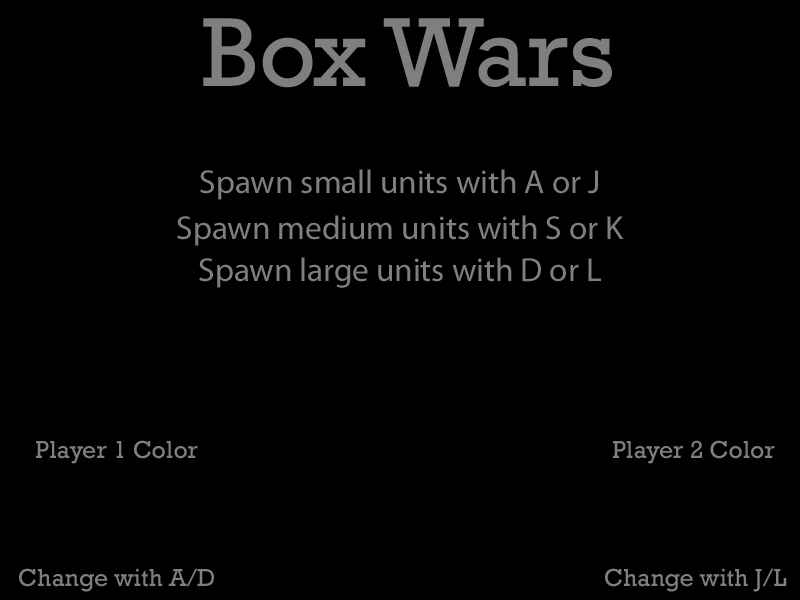 Box Wars
Spawn small units with A or J
Spawn medium units with S or K
Spawn large units with D or L
Player 1 Color
Player 2 Color
Change with A/D
Change with J/L